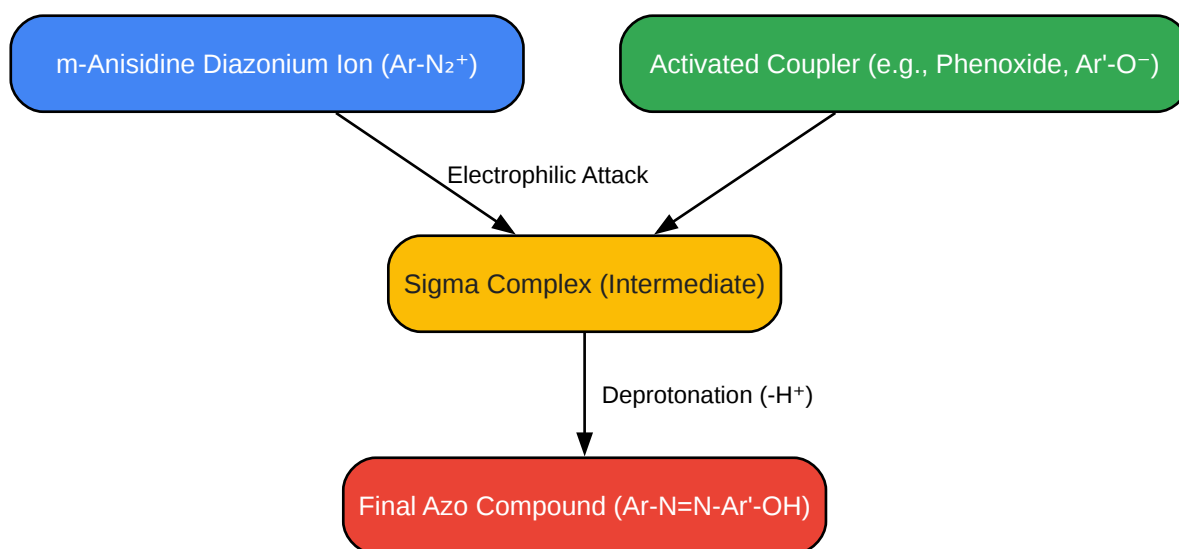 m-Anisidine Diazonium Ion (Ar-N₂⁺)
Activated Coupler (e.g., Phenoxide, Ar'-O⁻)
Electrophilic Attack
Sigma Complex (Intermediate)
Deprotonation (-H⁺)
Final Azo Compound (Ar-N=N-Ar'-OH)